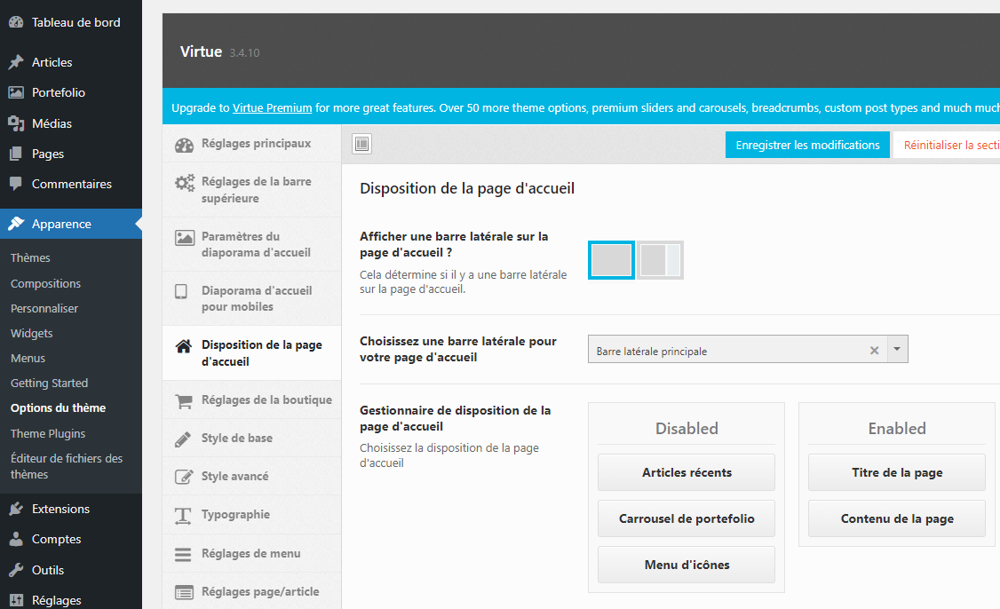 Tableau de bord
Articles
Portefolio
Médias
Pages
Commentaires
Apparence
Thèmes
Compositions
Personnaliser
Widgets
Menus
Getting Started
Options du thème
Theme Plugins
Éditeur de fichiers des
thèmes
Extensions
Comptes
Outils
Réglages
Virtue 3.4.10
Upgrade to Virtue Premium for more great features. Over 50 more theme options, premium sliders and carousels, breadcrumbs, custom post types and much much
Réglages principaux
Réglages de la barre
supérieure
Paramètres du
diaporama d'accueil
Diaporama d'accueil
pour mobiles
Disposition de la page
d'accueil
Réglages de la boutique
Style de base
Style avancé
Typographie
Réglages de menu
Réglages page/article
Enregistrer les modifications
Réinitialiser la secti
Disposition de la page d'accueil
Afficher une barre latérale sur la
page d'accueil ?
Cela détermine si il y a une barre latérale
sur la page d'accueil.
Choisissez une barre latérale pour
votre page d'accueil
Barre latérale principale
Gestionnaire de disposition de la
page d'accueil
Choisissez la disposition de la page
d'accueil
Disabled
Articles récents
Carrousel de portefolio
Menu d'icônes
Enabled
Titre de la page
Contenu de la page